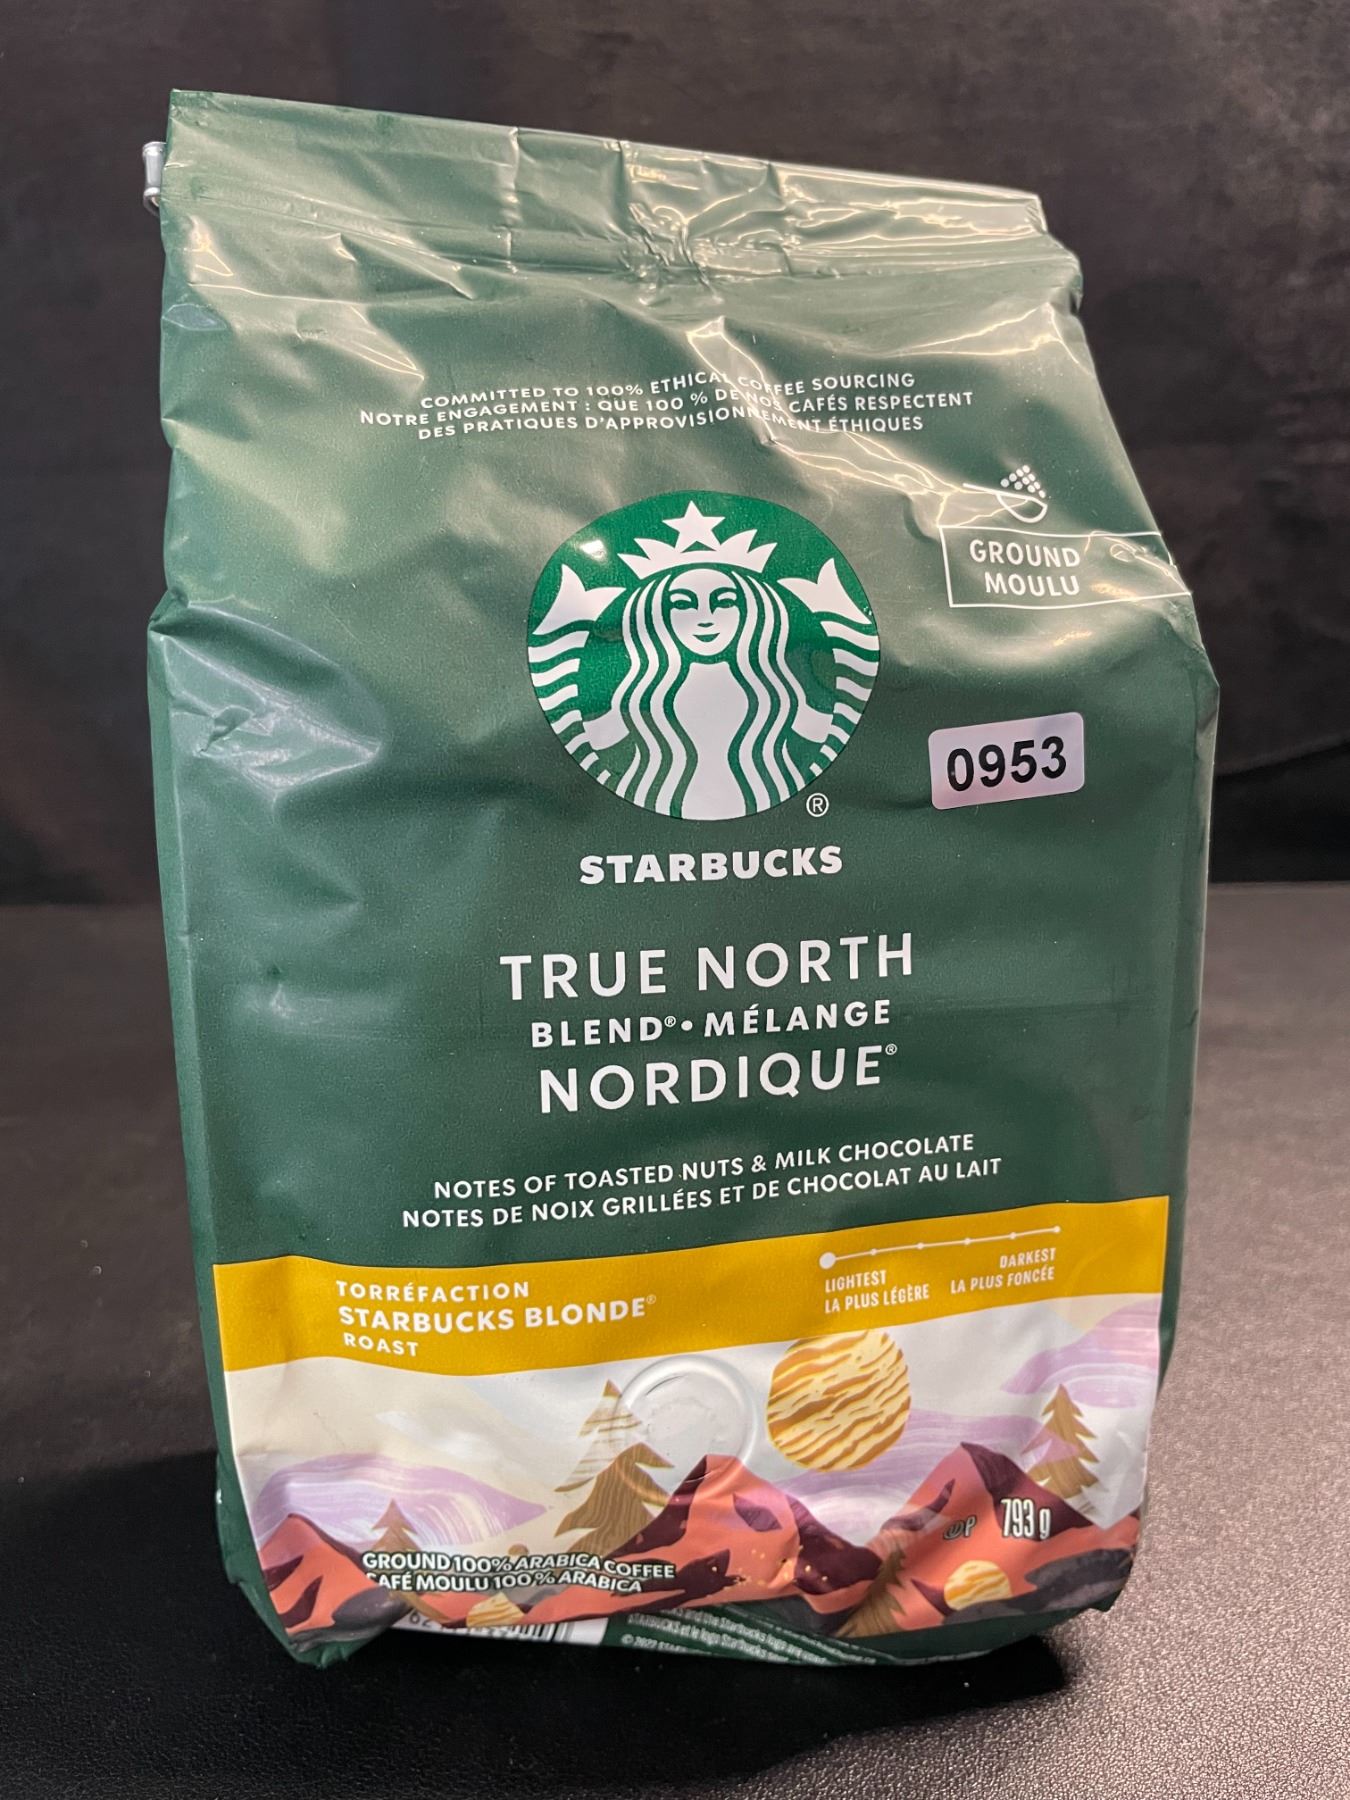 COMMITTED TO 100% ETHICAL COFFEE SOURCING
NOTRE ENGAGEMENT : QUE 100 % DE NOS CAFÉS RESPECTENT
DES PRATIQUES D'APPROVISIONNEMENT ÉTHIQUES
GROUND
MOULU
0953
®
STARBUCKS
TRUE NORTH
BLEND®•MÉLANGE
NORDIQUE®
NOTES OF TOASTED NUTS & MILK CHOCOLATE
NOTES DE NOIX GRILLÉES ET DE CHOCOLAT AU LAIT
TORRÉFACTION
STARBUCKS BLONDE®
ROAST
LIGHTEST
LA PLUS LÉGÈRE
DARKEST
LA PLUS FONCÉE
793 g
GROUND 100% ARABICA COFFEE
CAFÉ MOULU 100 % ARABICA